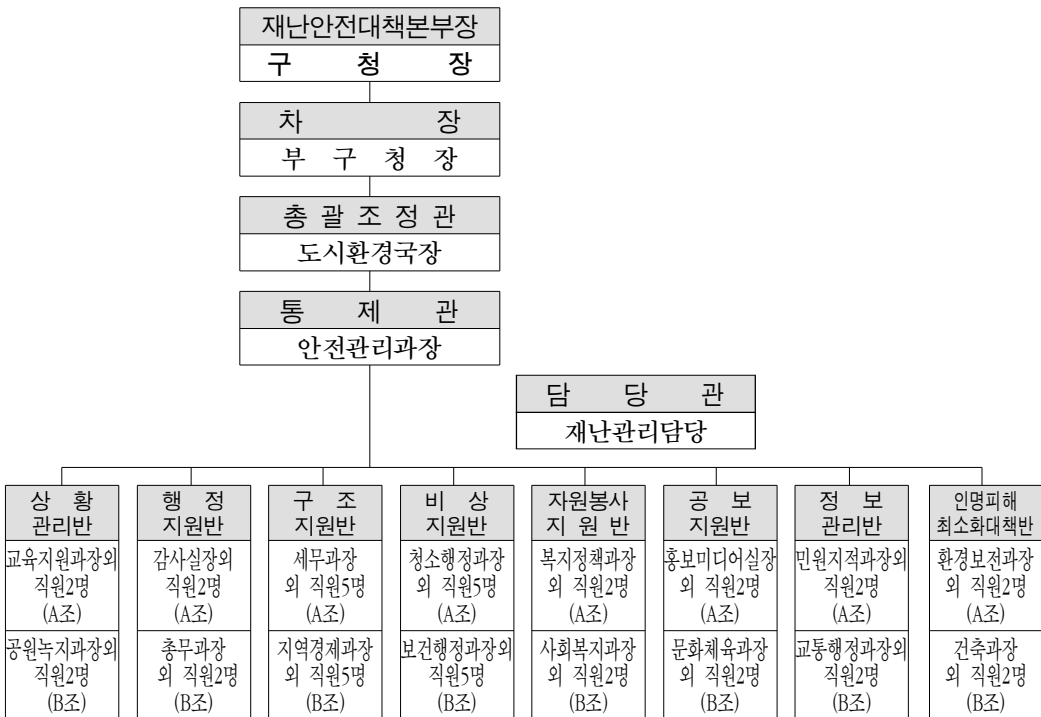 재난안전대책본부장
구 청 장
차 장
부 구 청 장
총 괄 조 정 관
도시환경국장
통 제 관
안전관리과장
담 당 관
재난관리담당
상 황
관리반
교육지원과장외
직원2명
(A조)
공원녹지과장외
직원2명
(B조)
행 정
지원반
감사실장외
직원2명
(A조)
총무과장
외 직원2명
(B조)
구 조
지원반
세무과장
외 직원5명
(A조)
지역경제과장
외 직원5명
(B조)
비 상
지원반
청소행정과장
외 직원5명
(A조)
보건행정과장외
직원5명
(B조)
자원봉사
지 원 반
복지정책과장
외 직원2명
(A조)
사회복지과장
외 직원2명
(B조)
공 보
지원반
홍보미디어실장
외 직원2명
(A조)
문화체육과장
외 직원2명
(B조)
정 보
관리반
민원지적과장외
직원2명
(A조)
교통행정과장외
직원2명
(B조)
인명피해
최소화대책반
환경보전과장
외 직원2명
(A조)
건축과장
외 직원2명
(B조)